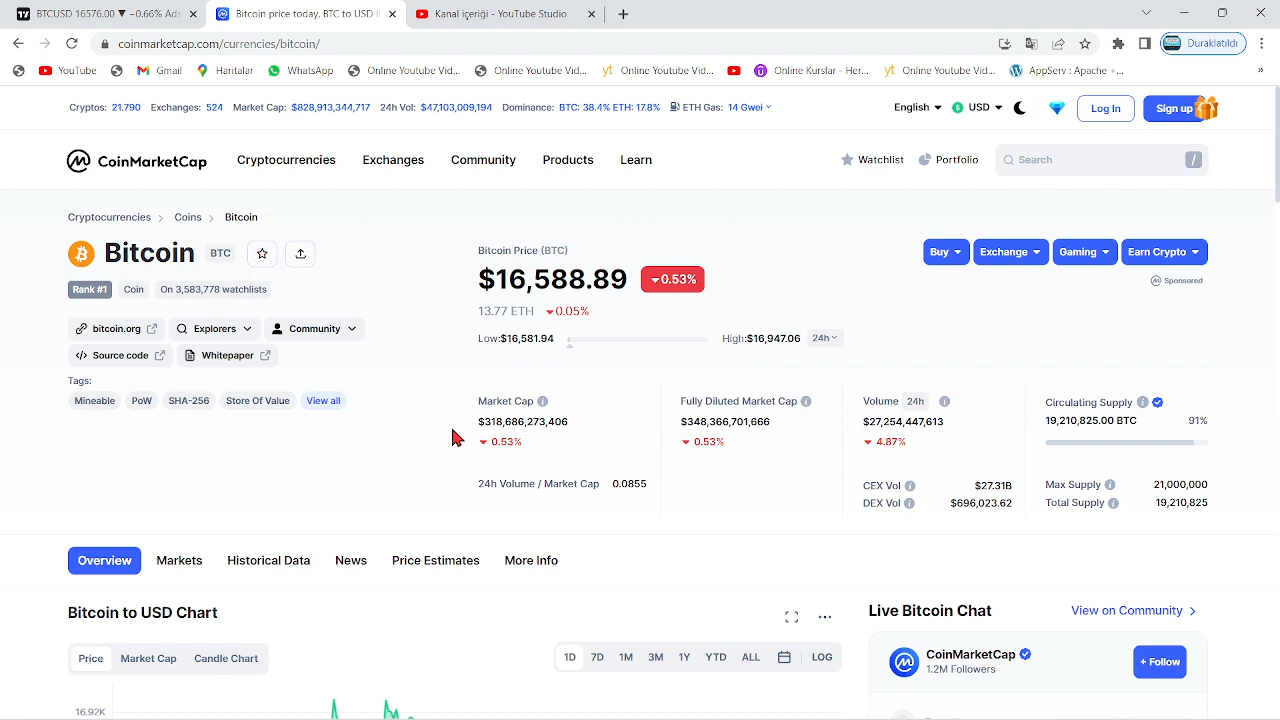 BTCUSD 16576.00 ▼ −0.66% Ads
Bitcoin price today, BTC to USD li
Kanal içeriği - YouTube Studio
coinmarketcap.com/currencies/bitcoin/
Duraklatıldı
YouTube
Gmail
Haritalar
WhatsApp
Online Youtube Vid...
Online Youtube Vid...
Online Youtube Vid...
Online Kurslar - Her...
Online Youtube Vid...
AppServ : Apache +...
»
Cryptos: 21.790 Exchanges: 524 Market Cap: $828,913,344,717 24h Vol: $47,103,009,194 Dominance: BTC: 38.4% ETH: 17.8% ETH Gas: 14 Gwei
English USD Log In Sign up
CoinMarketCap Cryptocurrencies Exchanges Community Products Learn Watchlist Portfolio Search /
Cryptocurrencies > Coins > Bitcoin
Bitcoin BTC
Rank #1 Coin On 3,583,778 watchlists
bitcoin.org Explorers Community
Source code Whitepaper
Tags:
Mineable PoW SHA-256 Store Of Value View all
Bitcoin Price (BTC)
$16,588.89 0.53%
13.77 ETH 0.05%
Low:$16,581.94 High:$16,947.06 24h
Buy Exchange Gaming Earn Crypto
Sponsored
Market Cap
$318,686,273,406
0.53%
24h Volume / Market Cap 0.0855
Fully Diluted Market Cap
$348,366,701,666
0.53%
Volume 24h
$27,254,447,613
4.87%
CEX Vol $27.31B
DEX Vol $696,023.62
Circulating Supply
19,210,825.00 BTC 91%
Max Supply 21,000,000
Total Supply 19,210,825
Overview Markets Historical Data News Price Estimates More Info
Bitcoin to USD Chart
Price Market Cap Candle Chart
1D 7D 1M 3M 1Y YTD ALL LOG
16.92K
Live Bitcoin Chat View on Community >
CoinMarketCap
1.2M Followers
+ Follow